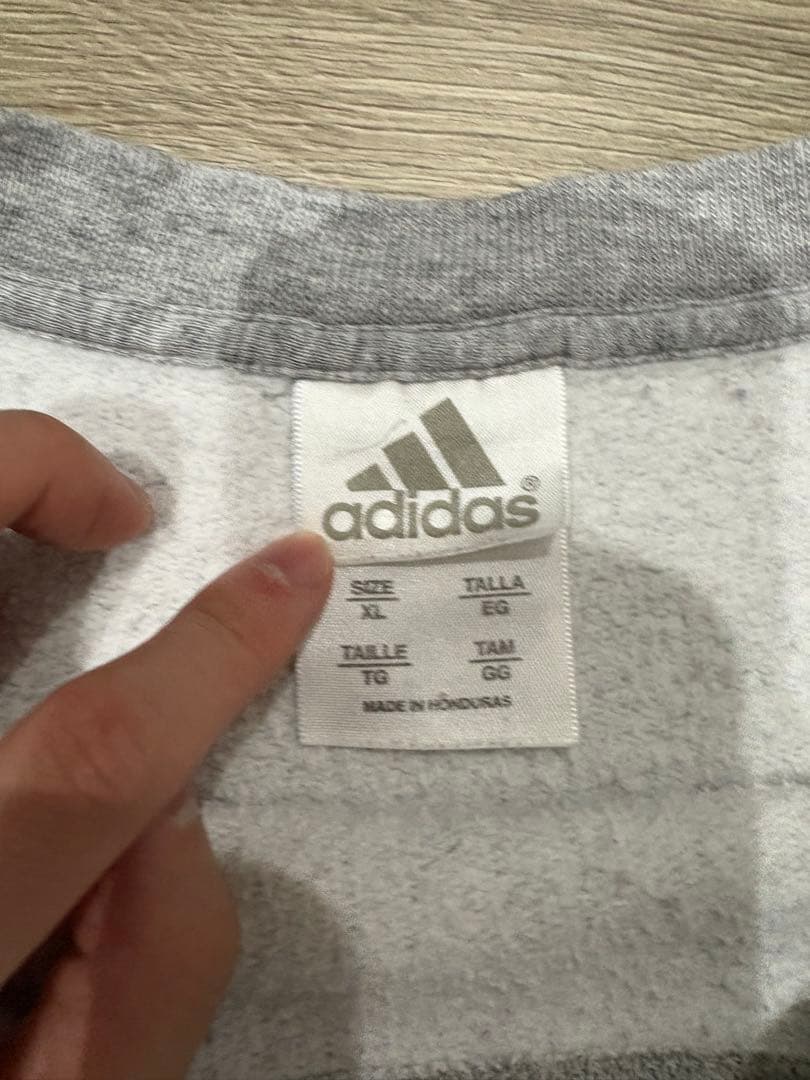 adidas®
SIZE TALLA
XL EG
TAILLE TAM
TG GG
MADE IN HONDURAS